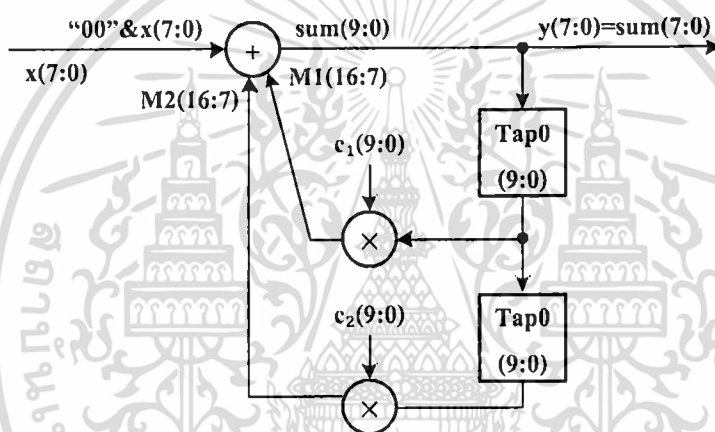 “00”&x(7:0)
sum(9:0)
y(7:0)=sum(7:0)
+
x(7:0)
M1(16:7)
M2(16:7)
Tap0
(9:0)
c₁(9:0)
×
Tap0
(9:0)
c₂(9:0)
×